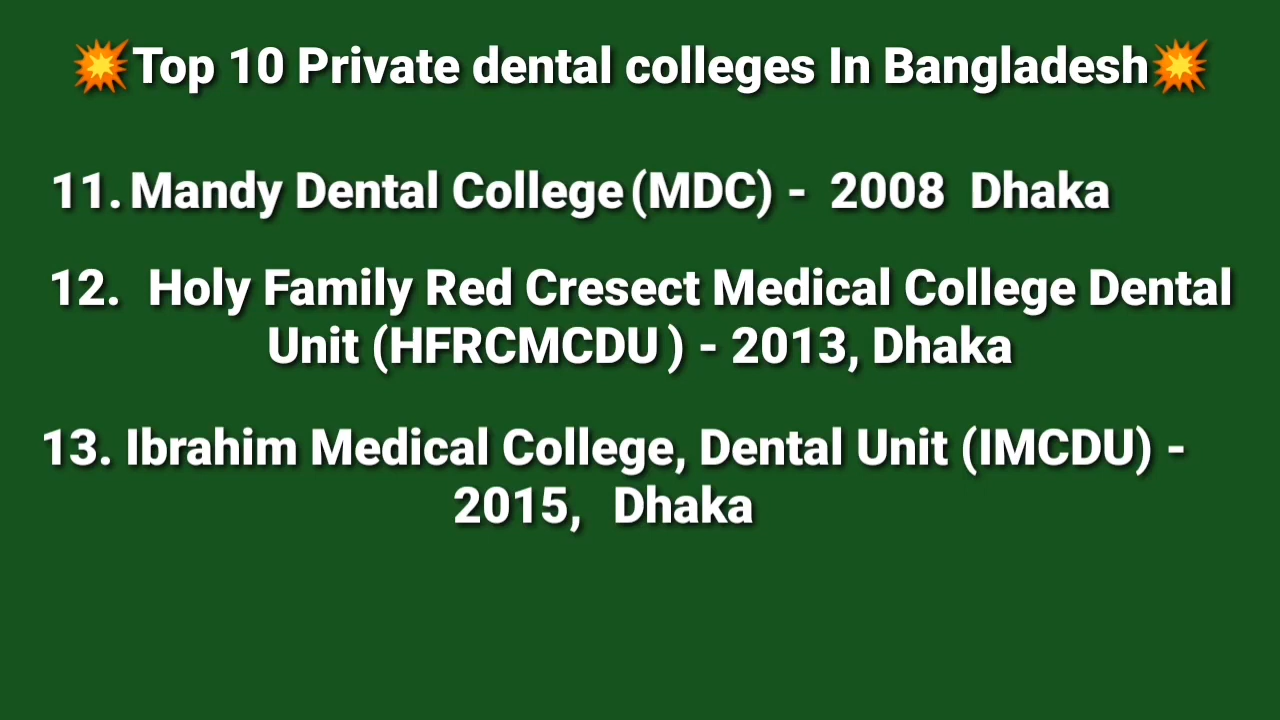 💥Top 10 Private dental colleges In Bangladesh💥
11. Mandy Dental College (MDC) - 2008 Dhaka
12. Holy Family Red Cresect Medical College Dental
Unit (HFRCMCDU ) - 2013, Dhaka
13. Ibrahim Medical College, Dental Unit (IMCDU) -
2015, Dhaka